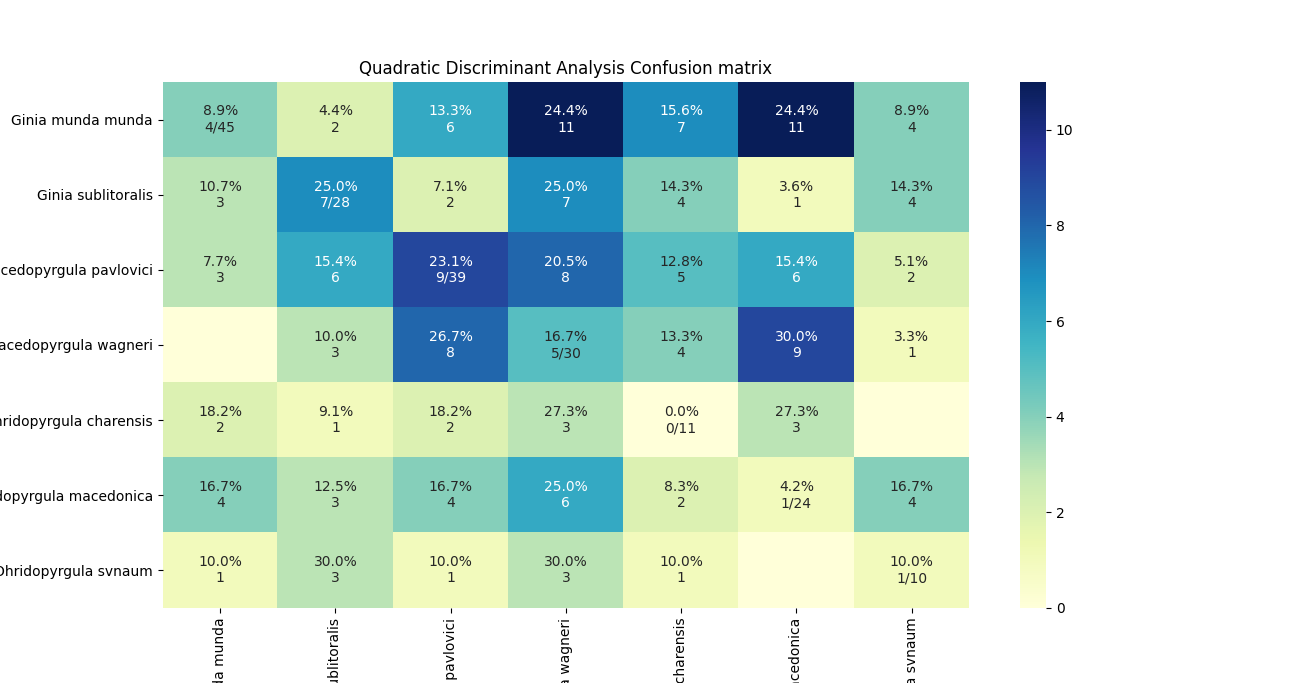 Quadratic Discriminant Analysis Confusion matrix
Ginia munda munda
8.9% 4.4% 13.3% 24.4% 15.6% 24.4% 8.9%
4/45 2 6 11 7 11 4
Ginia sublitoralis
10.7% 25.0% 7.1% 25.0% 14.3% 3.6% 14.3%
3 7/28 2 7 4 1 4
cedopyrgula pavlovici
7.7% 15.4% 23.1% 20.5% 12.8% 15.4% 5.1%
3 6 9/39 8 5 6 2
acedopyrgula wagneri
10.0% 26.7% 16.7% 13.3% 30.0% 3.3%
3 8 5/30 4 9 1
hridopyrgula charensis
18.2% 9.1% 18.2% 27.3% 0.0% 27.3%
2 1 2 3 0/11 3
dopyrgula macedonica
16.7% 12.5% 16.7% 25.0% 8.3% 4.2% 16.7%
4 3 4 6 2 1/24 4
Ohridopyrgula svnaum
10.0% 30.0% 10.0% 30.0% 10.0% 10.0%
1 3 1 3 1 1/10
da munda
ublitoralis
pavlovici
a wagneri
charensis
cedonica
a svnaum
10
8
6
4
2
0